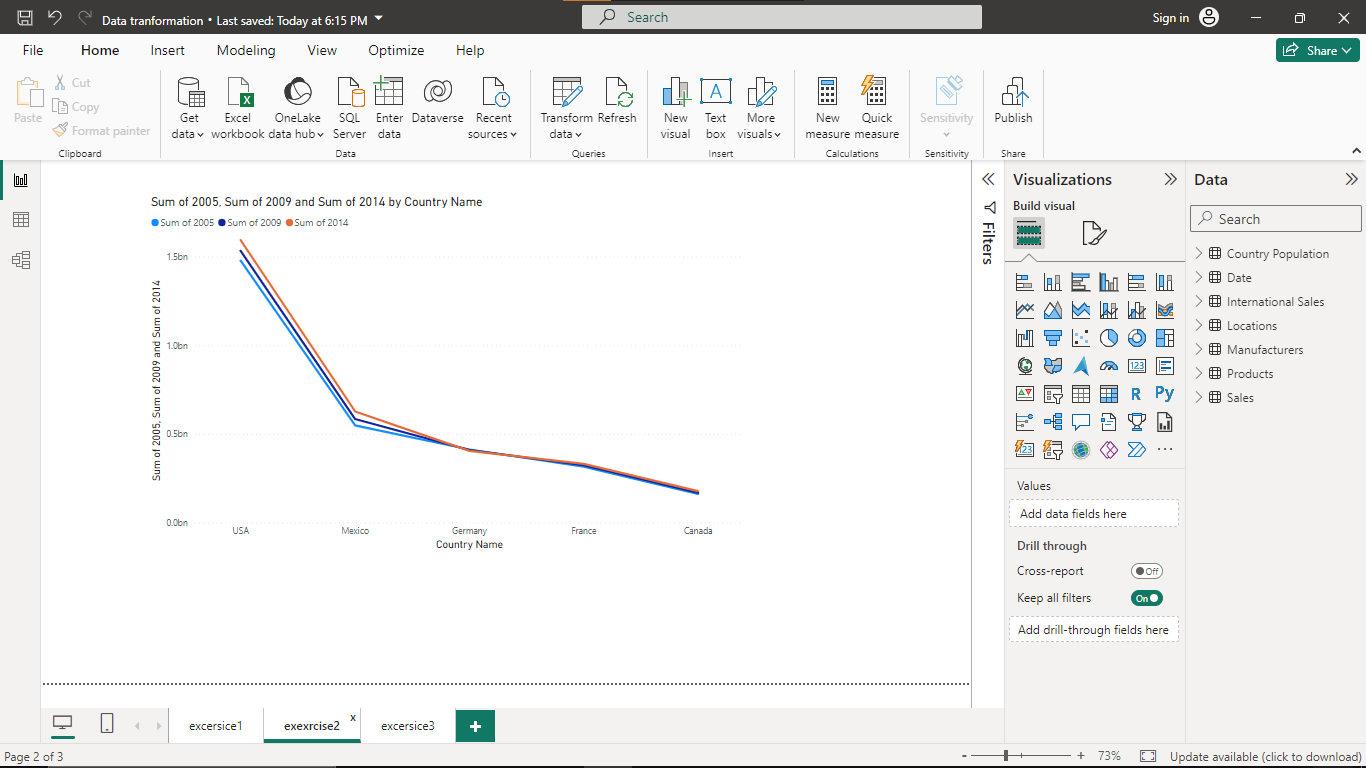 Data tranformation • Last saved: Today at 6:15 PM
Search
Sign in
File Home Insert Modeling View Optimize Help
Share
Paste
Cut
Copy
Format painter
Clipboard
Get data
Excel workbook
OneLake data hub
SQL Server
Enter data
Dataverse
Recent sources
Data
Transform data
Refresh
Queries
New visual
Text box
More visuals
Insert
New measure
Quick measure
Calculations
Sensitivity
Sensitivity
Publish
Share
Sum of 2005, Sum of 2009 and Sum of 2014 by Country Name
Sum of 2005 Sum of 2009 Sum of 2014
Sum of 2005, Sum of 2009 and Sum of 2014
1.5bn
1.0bn
0.5bn
0.0bn
USA Mexico Germany France Canada
Country Name
Filters
Visualizations
Build visual
123
R
Py
123
Values
Add data fields here
Drill through
Cross-report
Off
Keep all filters
On
Add drill-through fields here
Data
Search
Country Population
Date
International Sales
Locations
Manufacturers
Products
Sales
excersice1
exexrcise2 x
excersice3
+
Page 2 of 3
- + 73%
Update available (click to download)